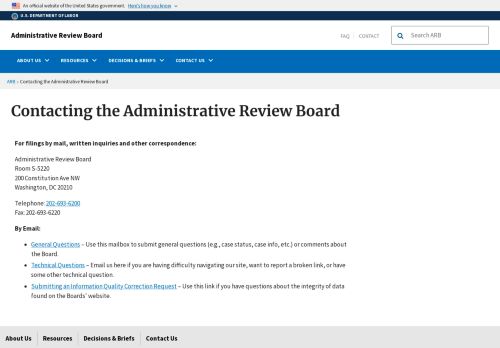 An official website of the United States government. Here's how you know
U.S. DEPARTMENT OF LABOR
Administrative Review Board
FAQ · CONTACT
Search ARB
ABOUT US RESOURCES DECISIONS & BRIEFS CONTACT US
ARB » Contacting the Administrative Review Board
Contacting the Administrative Review Board
For filings by mail, written inquiries and other correspondence:
Administrative Review Board
Room S-5220
200 Constitution Ave NW
Washington, DC 20210
Telephone: 202-693-6200
Fax: 202-693-6220
By Email:
• General Questions – Use this mailbox to submit general questions (e.g., case status, case info, etc.) or comments about
the Board.
• Technical Questions – Email us here if you are having difficulty navigating our site, want to report a broken link, or have
some other technical question.
• Submitting an Information Quality Correction Request – Use this link if you have questions about the integrity of data
found on the Boards' website.
About Us Resources Decisions & Briefs Contact Us